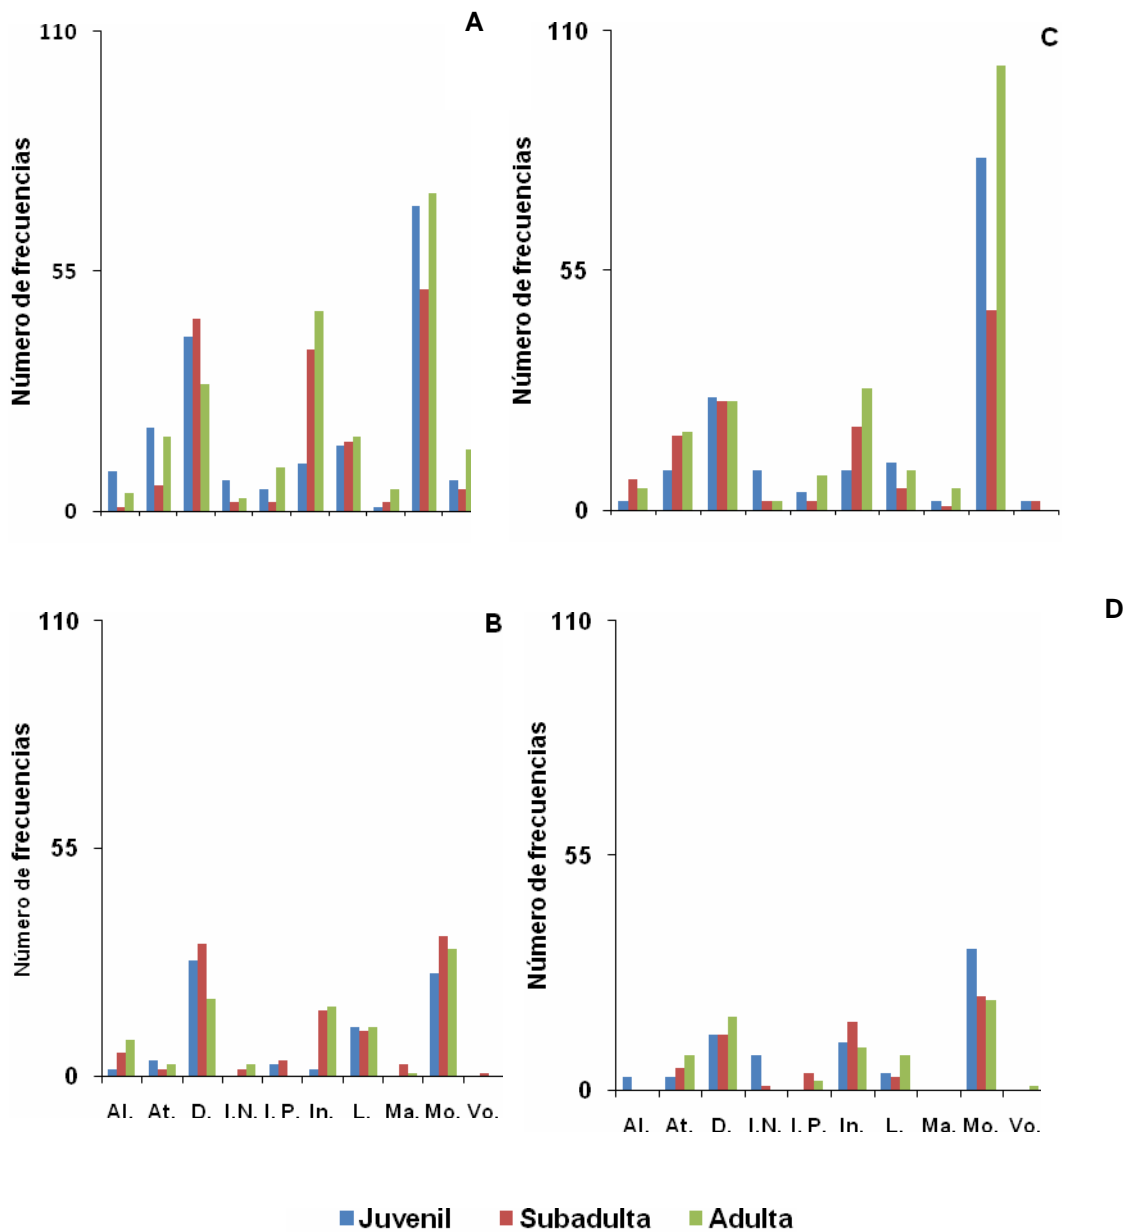 A
110
55
0
Número de frecuencias
C
110
55
0
Número de frecuencias
B
110
55
0
Número de frecuencias
Al. At. D. I.N. I. P. In. L. Ma. Mo. Vo.
D
110
55
0
Número de frecuencias
Al. At. D. I.N. I. P. In. L. Ma. Mo. Vo.
Juvenil Subadulta Adulta